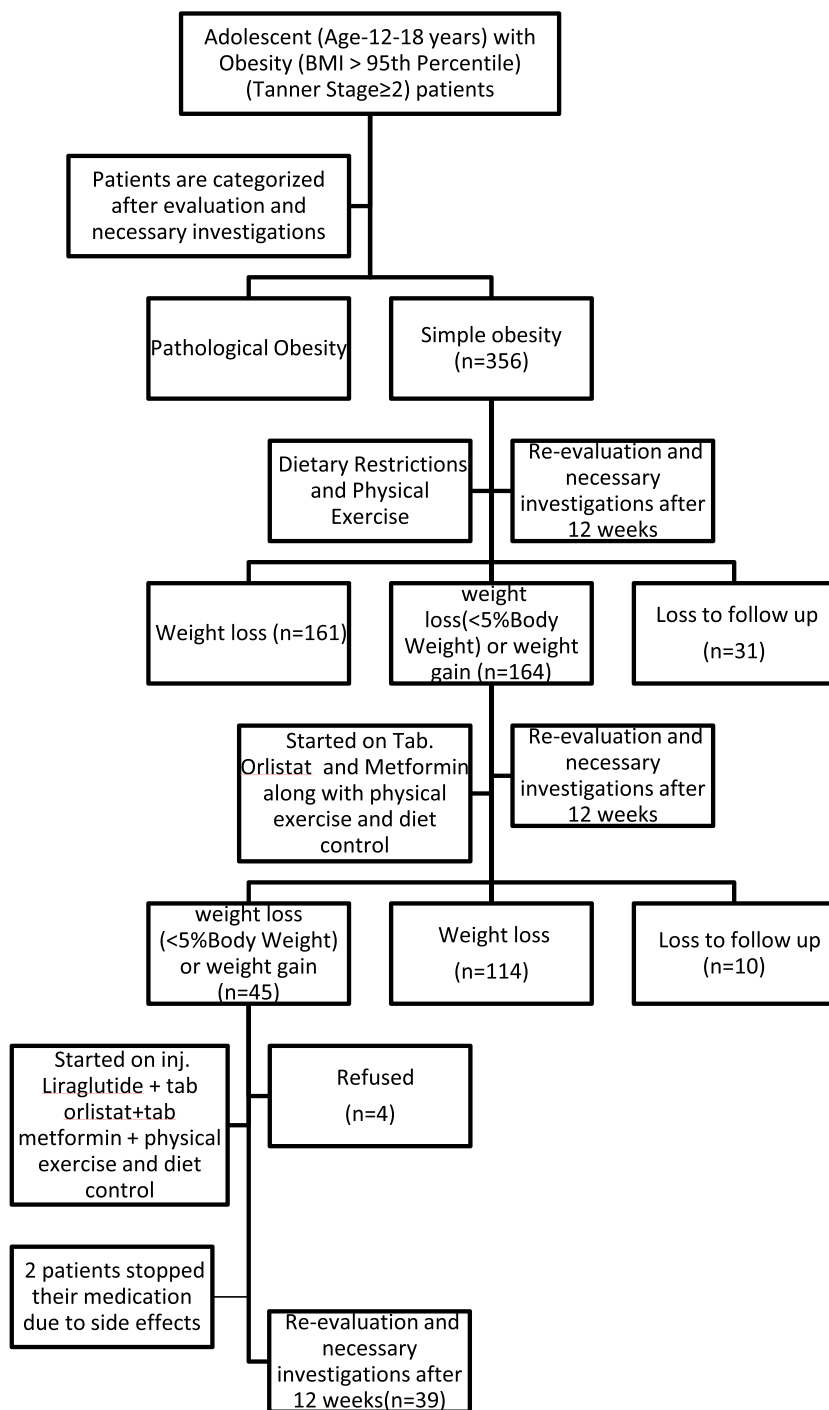 Adolescent (Age-12-18 years) with
Obesity (BMI > 95th Percentile)
(Tanner Stage≥2) patients
Patients are categorized
after evaluation and
necessary investigations
Pathological Obesity
Simple obesity
(n=356)
Dietary Restrictions
and Physical
Exercise
Re-evaluation and
necessary
investigations after
12 weeks
Weight loss (n=161)
weight
loss(<5%Body
Weight) or weight
gain (n=164)
Loss to follow up
(n=31)
Started on Tab.
Orlistat and Metformin
along with physical
exercise and diet
control
Re-evaluation and
necessary
investigations after
12 weeks
weight loss
(<5%Body Weight)
or weight gain
(n=45)
Weight loss
(n=114)
Loss to follow up
(n=10)
Started on inj.
Liraglutide + tab
orlistat+tab
metformin + physical
exercise and diet
control
Refused
(n=4)
2 patients stopped
their medication
due to side effects
Re-evaluation and
necessary
investigations after
12 weeks(n=39)